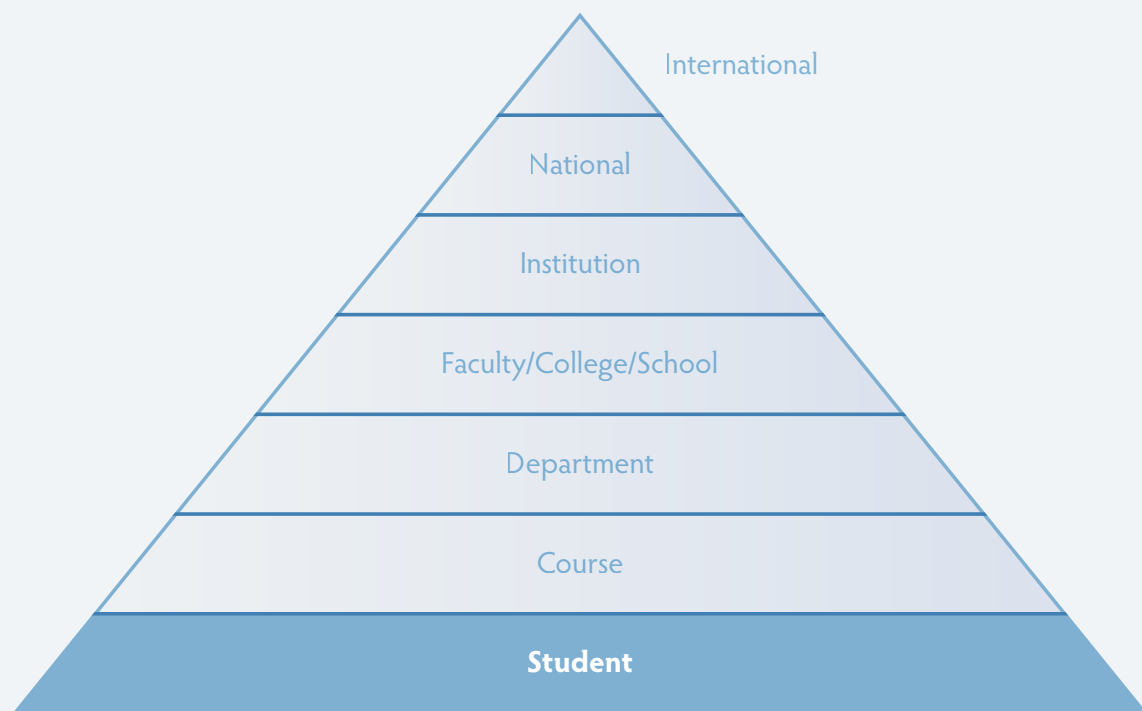 International
National
Institution
Faculty/College/School
Department
Course
Student